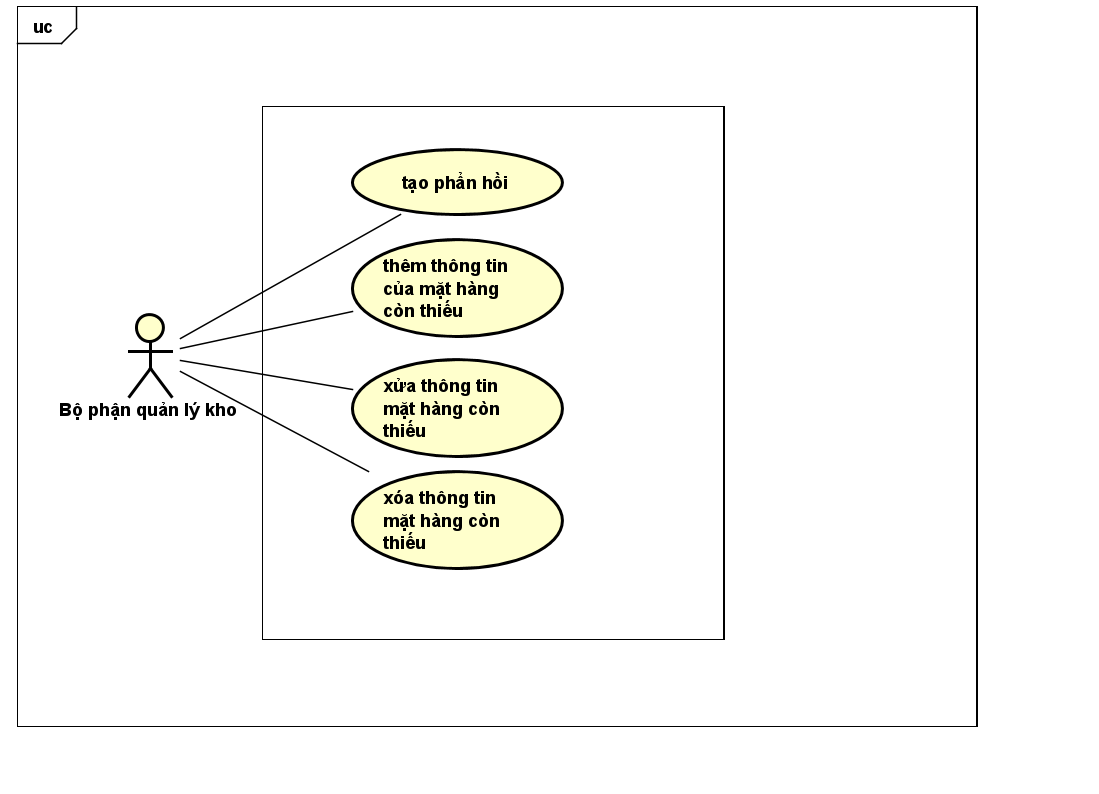 uc
tạo phẩn hồi
thêm thông tin
của mặt hàng
còn thiếu
xửa thông tin
mặt hàng còn
thiếu
Bộ phận quản lý kho
xóa thông tin
mặt hàng còn
thiếu